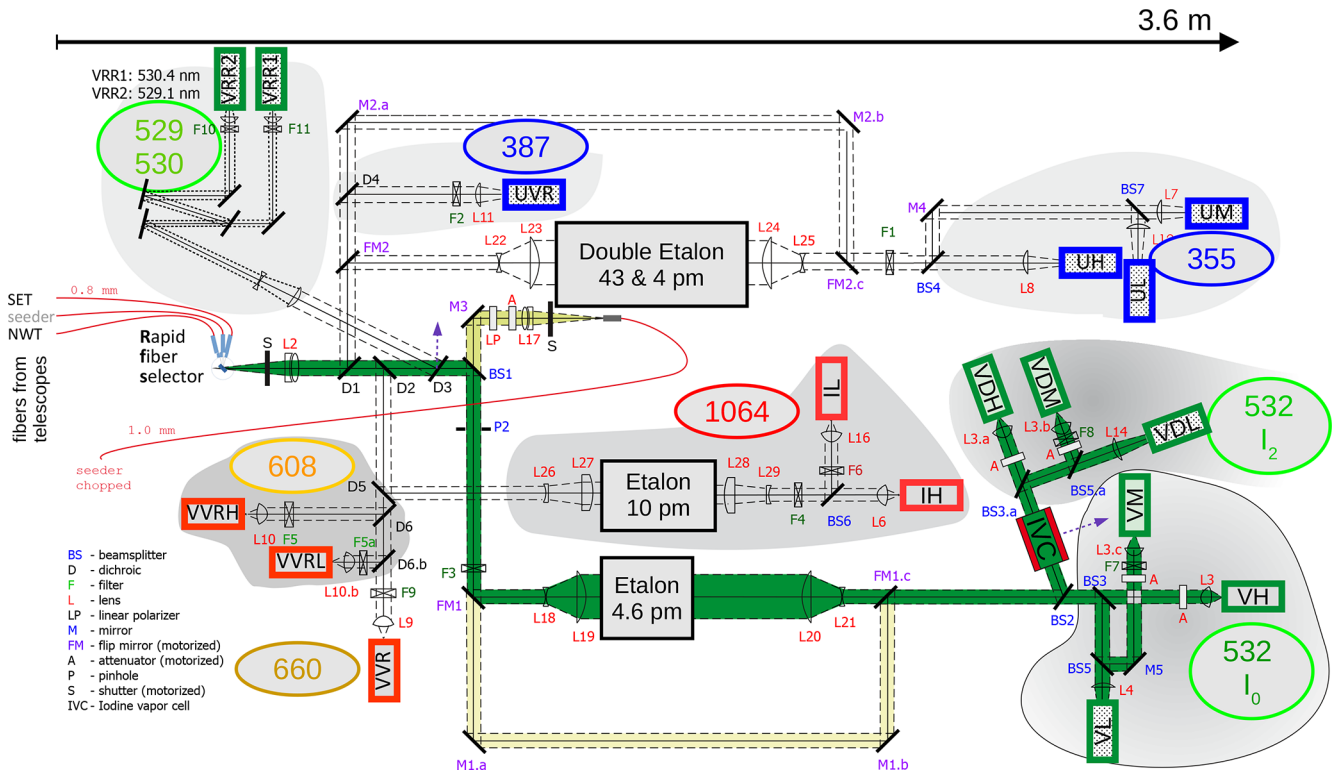 3.6 m
VRR1: 530.4 nm
VRR2: 529.1 nm
VRR2
VRR1
F10
F11
529
530
M2.a
M2.b
387
D4
F2
L11
UVR
FM2
L22
L23
Double Etalon
43 & 4 pm
L24
L25
FM2.c
F1
M4
BS4
L8
UH
BS7
L7
UM
UL
355
SET
seeder
NWT
0.8 mm
fibers from
telescopes
Rapid
fiber
selector
S
L2
D1
D2
D3
M3
LP
A
L17
S
BS1
P2
1.0 mm
seeder
chopped
1064
IL
L16
F6
L26
L27
Etalon
10 pm
L28
L29
F4
BS6
L6
IH
608
D5
D6
VVRH
L10
F5
VVRL
F5a
L10.b
D6.b
F9
L9
VVR
660
F3
FM1
L18
L19
Etalon
4.6 pm
L20
L21
FM1.c
M1.a
M1.b
VDH
VDM
VDL
L3.a
L3.b
F8
A
A
L14
BS5.a
BS3.a
532
I2
IVC
VM
L3.c
F7
A
BS3
BS2
L3
A
VH
BS5
M5
L4
VL
532
I0
BS - beamsplitter
D - dichroic
F - filter
L - lens
LP - linear polarizer
M - mirror
FM - flip mirror (motorized)
A - attenuator (motorized)
P - pinhole
S - shutter (motorized)
IVC - Iodine vapor cell